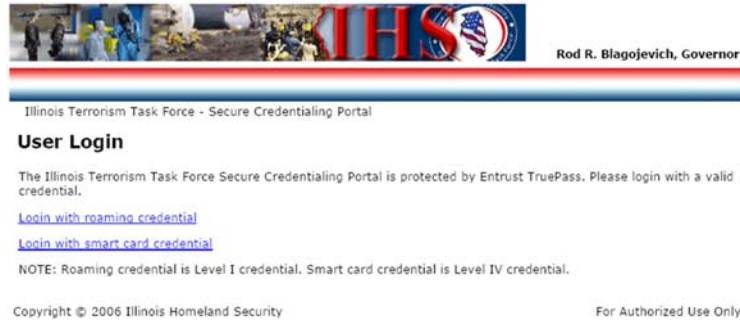 IHS
Rod R. Blagojevich, Governor
Illinois Terrorism Task Force - Secure Credentialing Portal
User Login
The Illinois Terrorism Task Force Secure Credentialing Portal is protected by Entrust TruePass. Please login with a valid
credential.
Login with roaming credential
Login with smart card credential
NOTE: Roaming credential is Level I credential. Smart card credential is Level IV credential.
Copyright © 2006 Illinois Homeland Security
For Authorized Use Only